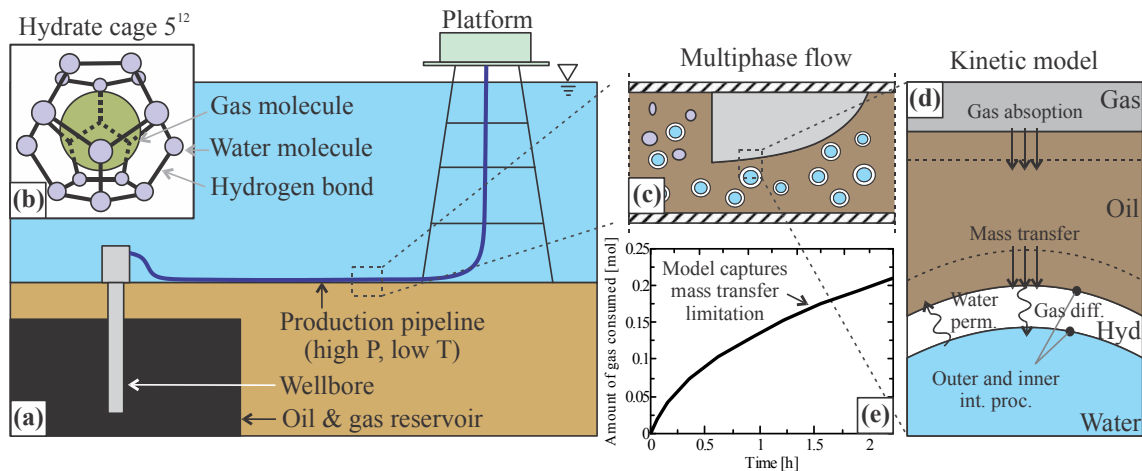 Hydrate cage 5¹²
Gas molecule
Water molecule
Hydrogen bond
(b)
Platform
Production pipeline
(high P, low T)
Wellbore
Oil & gas reservoir
(a)
Multiphase flow
(c)
Amount of gas consumed [mol]
0.25
0.2
0.15
0.1
0.05
0
Model captures
mass transfer
limitation
(e)
0
0.5
1
1.5
2
Time [h]
Kinetic model
(d)
Gas
Gas absoption
Oil
Mass transfer
Water
perm.
Gas diff.
Hyd
Outer and inner
int. proc.
Water